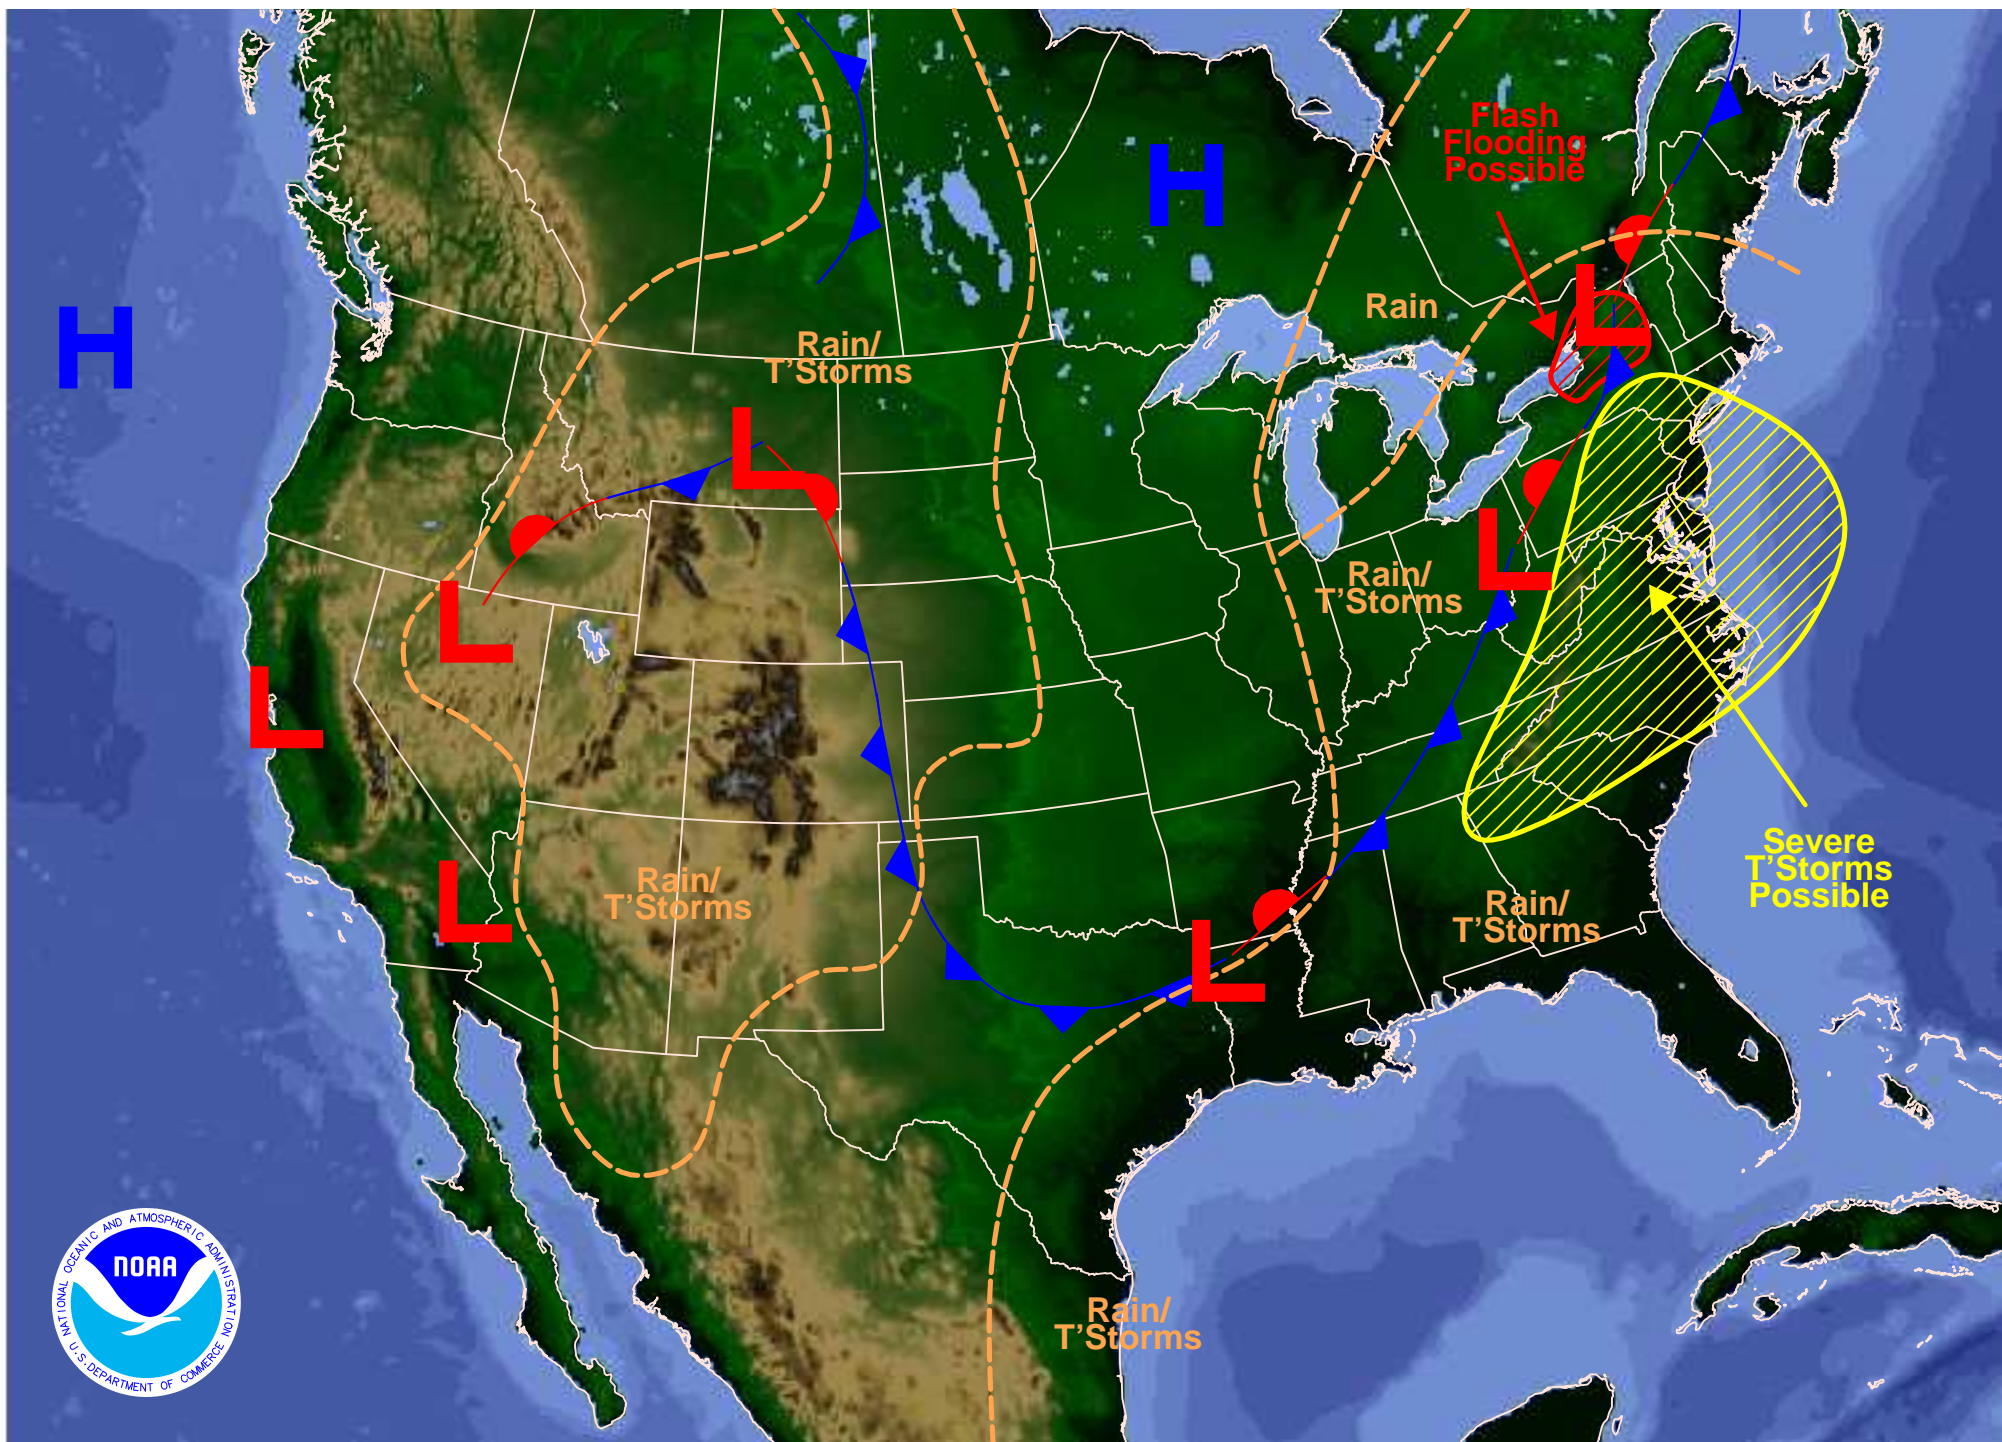 Flash
Flooding
Possible
H
H
Rain
L
Rain/
T'Storms
L
L
Rain/
T'Storms
L
L
L
Rain/
T'Storms
L
Rain/
T'Storms
L
Severe
T'Storms
Possible
Rain/
T'Storms
NATIONAL OCEANIC AND ATMOSPHERIC ADMINISTRATION
NOAA
U.S. DEPARTMENT OF COMMERCE